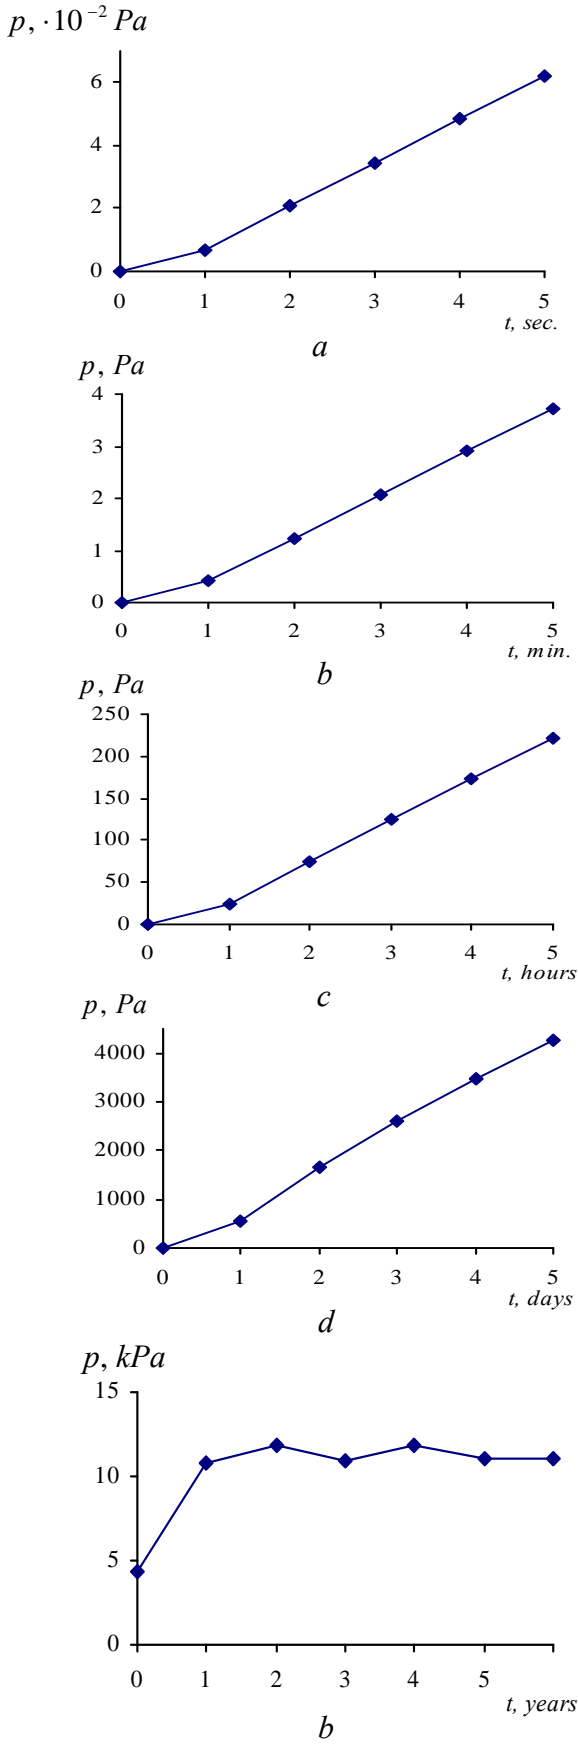 p, ·10⁻² Pa
6
4
2
0
0 1 2 3 4 5
t, sec.
a
p, Pa
4
3
2
1
0
0 1 2 3 4 5
t, min.
b
p, Pa
250
200
150
100
50
0
0 1 2 3 4 5
t, hours
c
p, Pa
4000
3000
2000
1000
0
0 1 2 3 4 5
t, days
d
p, kPa
15
10
5
0
0 1 2 3 4 5
t, years
b